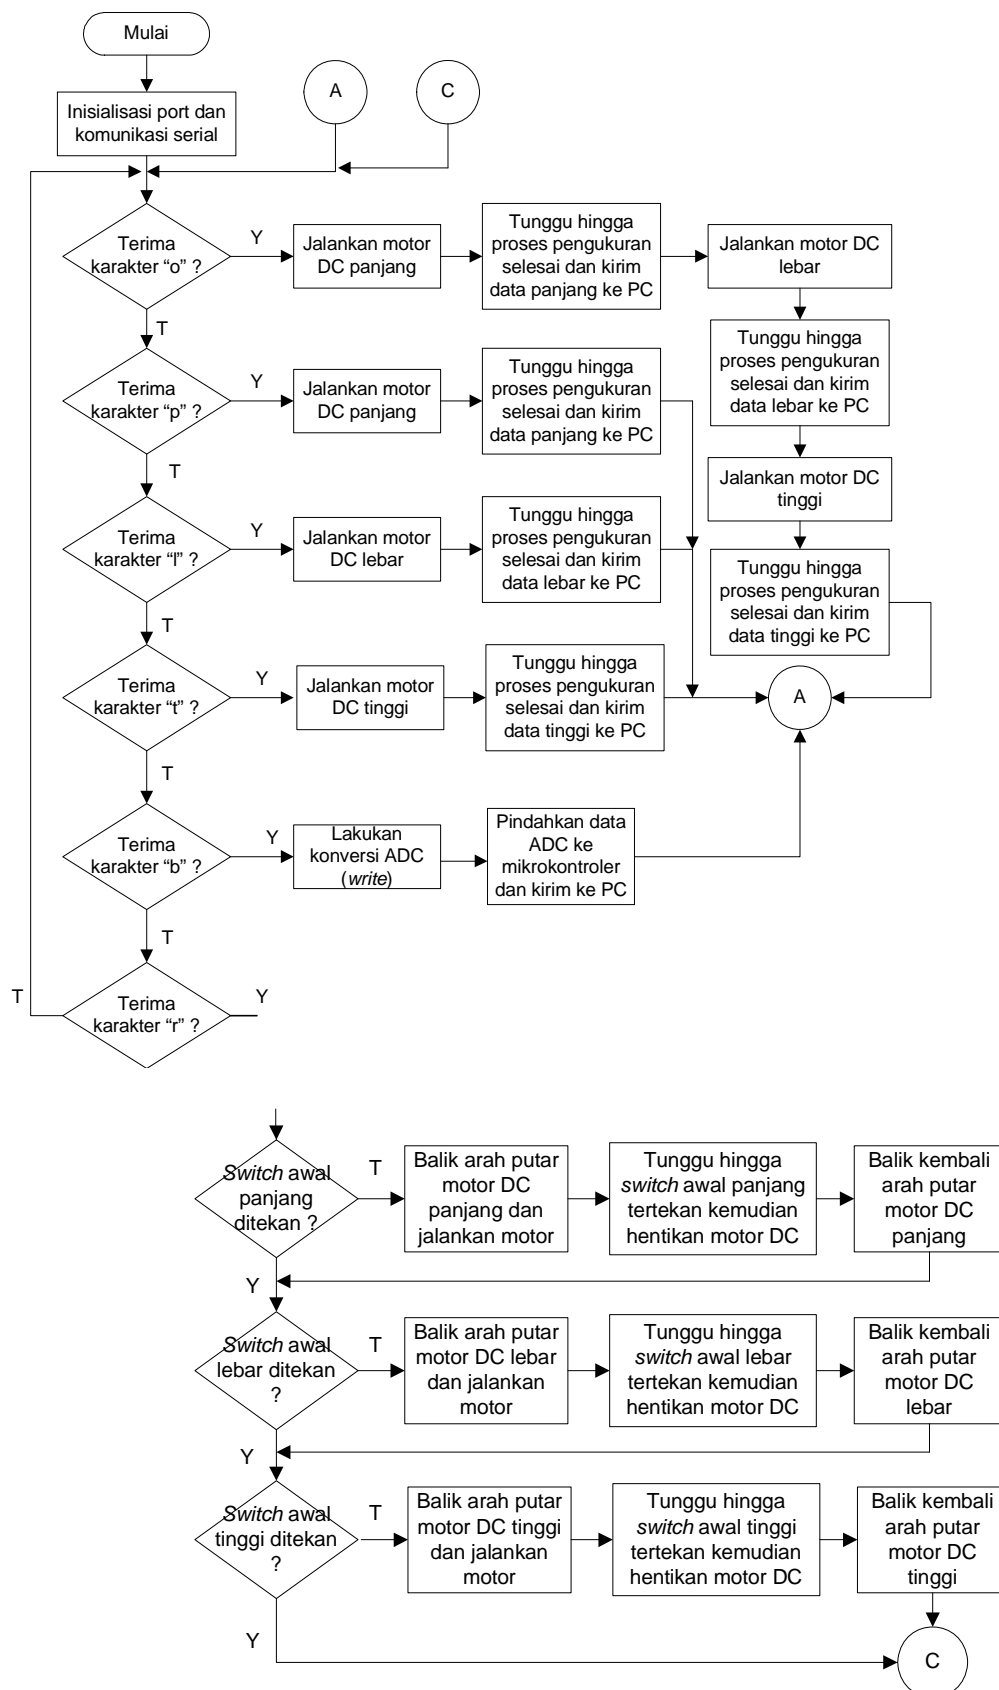 Mulai
Inisialisasi port dan
komunikasi serial
A
C
Terima
karakter “o” ?
Y
Jalankan motor
DC panjang
Tunggu hingga
proses pengukuran
selesai dan kirim
data panjang ke PC
Jalankan motor DC
lebar
T
Tunggu hingga
proses pengukuran
selesai dan kirim
data lebar ke PC
Terima
karakter “p” ?
Y
Jalankan motor
DC panjang
Tunggu hingga
proses pengukuran
selesai dan kirim
data panjang ke PC
T
Jalankan motor DC
tinggi
Terima
karakter “l” ?
Y
Jalankan motor
DC lebar
Tunggu hingga
proses pengukuran
selesai dan kirim
data lebar ke PC
Tunggu hingga
proses pengukuran
selesai dan kirim
data tinggi ke PC
T
Terima
karakter “t” ?
Y
Jalankan motor
DC tinggi
Tunggu hingga
proses pengukuran
selesai dan kirim
data tinggi ke PC
A
T
Terima
karakter “b” ?
Y
Lakukan
konversi ADC
(write)
Pindahkan data
ADC ke
mikrokontroler
dan kirim ke PC
T
T
Terima
karakter “r” ?
Y
Switch awal
panjang
ditekan ?
T
Balik arah putar
motor DC
panjang dan
jalankan motor
Tunggu hingga
switch awal panjang
tertekan kemudian
hentikan motor DC
Balik kembali
arah putar
motor DC
panjang
Y
Switch awal
lebar ditekan
?
T
Balik arah putar
motor DC lebar
dan jalankan
motor
Tunggu hingga
switch awal lebar
tertekan kemudian
hentikan motor DC
Balik kembali
arah putar
motor DC
lebar
Y
Switch awal
tinggi ditekan
?
T
Balik arah putar
motor DC tinggi
dan jalankan
motor
Tunggu hingga
switch awal tinggi
tertekan kemudian
hentikan motor DC
Balik kembali
arah putar
motor DC
tinggi
Y
C